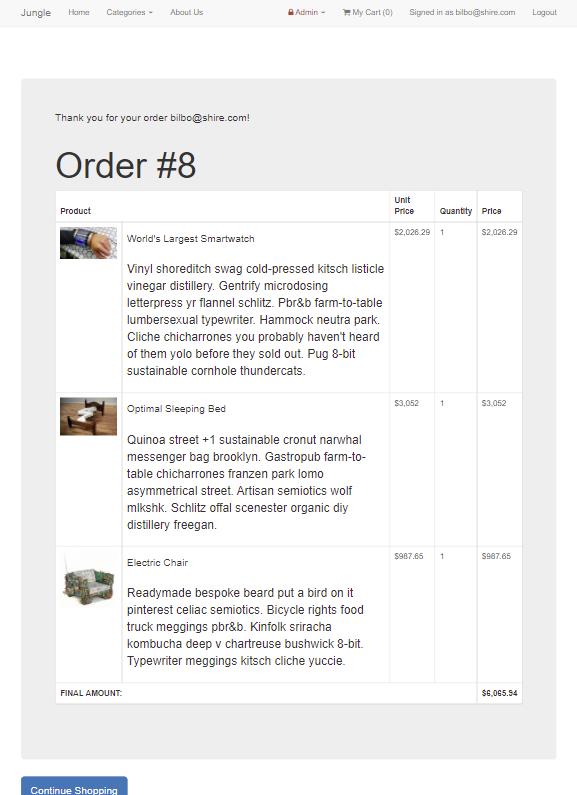 Jungle Home Categories About Us Admin My Cart (0) Signed in as bilbo@shire.com Logout
Thank you for your order bilbo@shire.com!
Order #8
Product Unit Price Quantity Price
World's Largest Smartwatch $2,026.29 1 $2,026.29
Vinyl shoreditch swag cold-pressed kitsch listicle
vinegar distillery. Gentrify microdosing
letterpress yr flannel schlitz. Pbr&b farm-to-table
lumbersexual typewriter. Hammock neutra park.
Cliche chicharrones you probably haven't heard
of them yolo before they sold out. Pug 8-bit
sustainable cornhole thundercats.
Optimal Sleeping Bed $3,052 1 $3,052
Quinoa street +1 sustainable cronut narwhal
messenger bag brooklyn. Gastropub farm-to-
table chicharrones franzen park lomo
asymmetrical street. Artisan semiotics wolf
mlkshk. Schlitz offal scenester organic diy
distillery freegan.
Electric Chair $987.65 1 $987.65
Readymade bespoke beard put a bird on it
pinterest celiac semiotics. Bicycle rights food
truck meggings pbr&b. Kinfolk sriracha
kombucha deep v chartreuse bushwick 8-bit.
Typewriter meggings kitsch cliche yuccie.
FINAL AMOUNT: $6,065.94
Continue Shopping